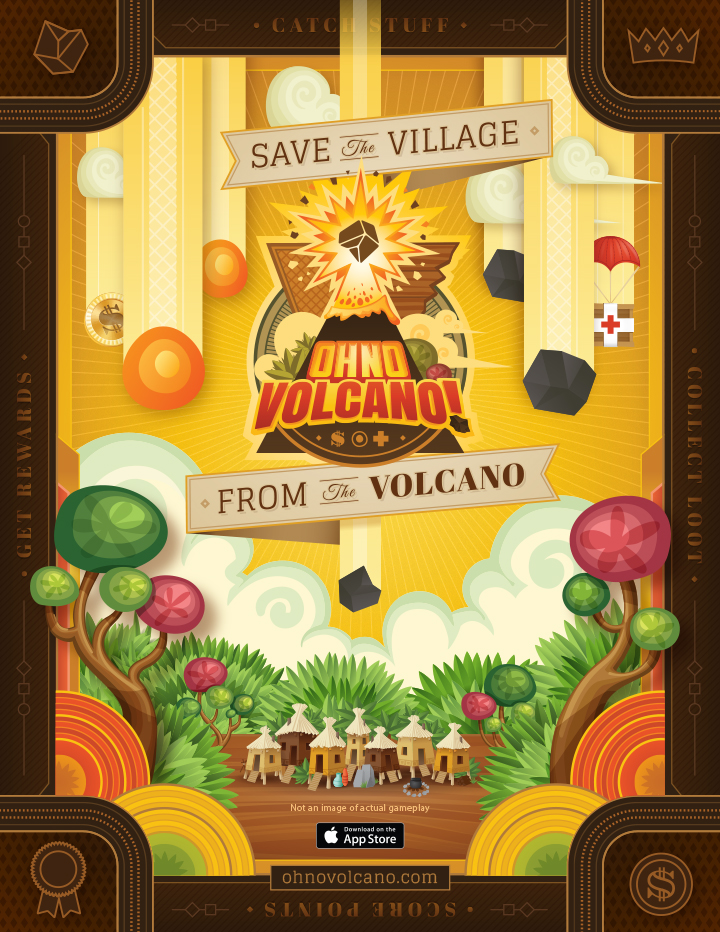 • CATCH STUFF •
SAVE The VILLAGE
OHNO
VOLCANO!
FROM The VOLCANO
• GET REWARDS •
• COLLECT LOOT •
Not an image of actual gameplay
Download on the
App Store
ohnovolcano.com
• SCORE POINTS •